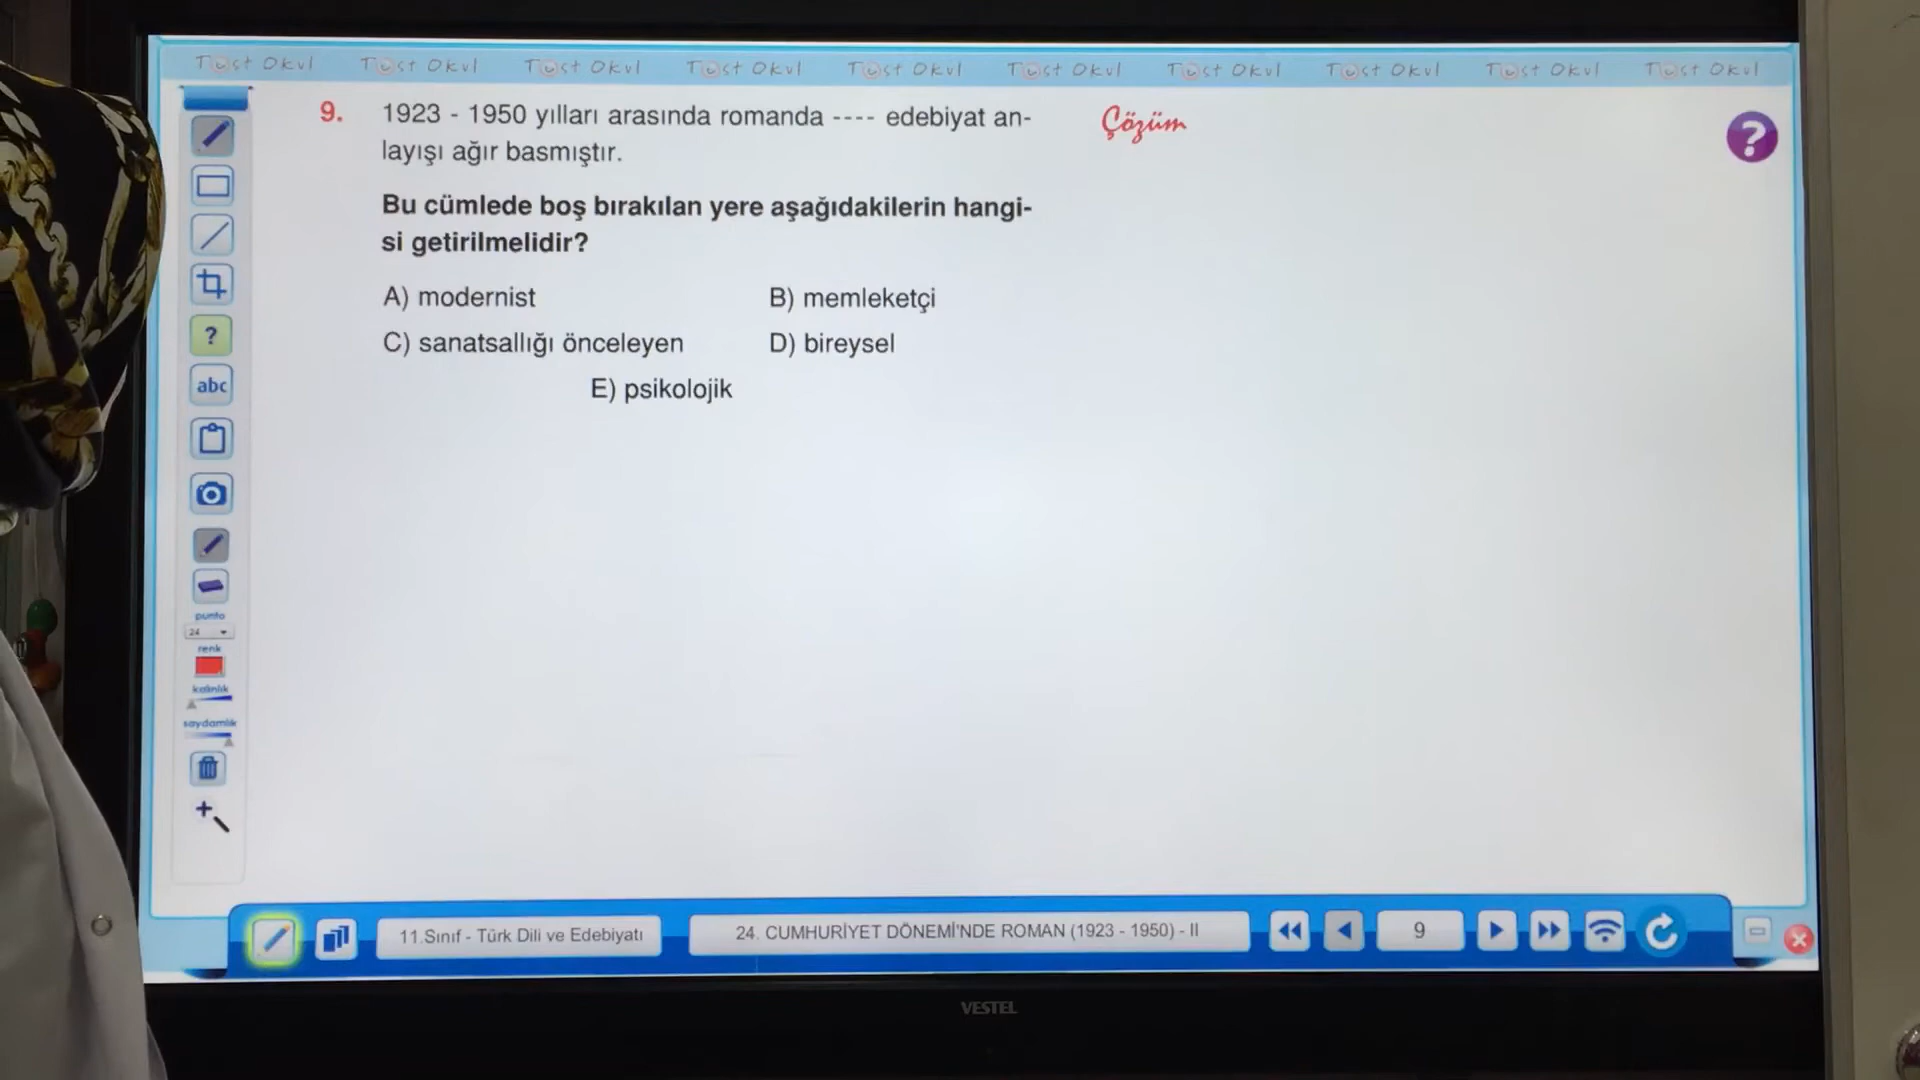 Test Okul Test Okul Test Okul Test Okul Test Okul Test Okul Test Okul Test Okul Test Okul Test Okul
9. 1923 - 1950 yılları arasında romanda ---- edebiyat an-
layışı ağır basmıştır.
Çözüm
?
Bu cümlede boş bırakılan yere aşağıdakilerin hangi-
si getirilmelidir?
A) modernist B) memleketçi
C) sanatsallığı önceleyen D) bireysel
E) psikolojik
?
abc
punto
24
renk
kalınlık
saydamlık
11.Sınıf - Türk Dili ve Edebiyatı
24. CUMHURİYET DÖNEMİ'NDE ROMAN (1923 - 1950) - II
9
VESTEL